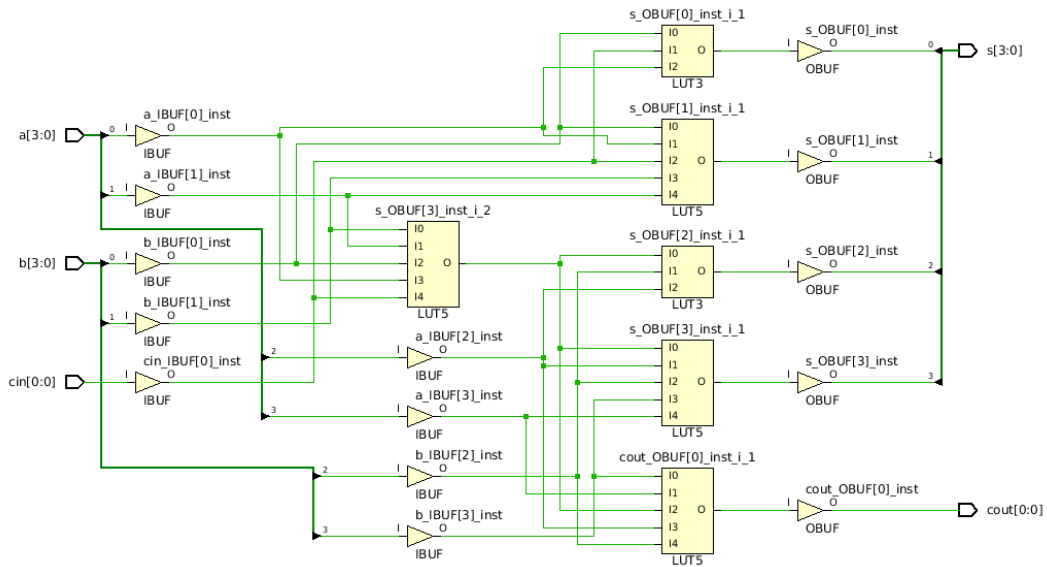 a[3:0]
b[3:0]
cin[0:0]
0
1
0
1
2
3
2
3
a_IBUF[0]_inst
I
O
IBUF
a_IBUF[1]_inst
I
O
IBUF
b_IBUF[0]_inst
I
O
IBUF
b_IBUF[1]_inst
I
O
IBUF
cin_IBUF[0]_inst
I
O
IBUF
s_OBUF[3]_inst_i_2
I0
I1
I2
I3
I4
O
LUT5
a_IBUF[2]_inst
I
O
IBUF
a_IBUF[3]_inst
I
O
IBUF
b_IBUF[2]_inst
I
O
IBUF
b_IBUF[3]_inst
I
O
IBUF
s_OBUF[0]_inst_i_1
I0
I1
I2
O
LUT3
s_OBUF[1]_inst_i_1
I0
I1
I2
I3
I4
O
LUT5
s_OBUF[2]_inst_i_1
I0
I1
I2
O
LUT3
s_OBUF[3]_inst_i_1
I0
I1
I2
I3
I4
O
LUT5
cout_OBUF[0]_inst_i_1
I0
I1
I2
I3
I4
O
LUT5
s_OBUF[0]_inst
I
O
OBUF
s_OBUF[1]_inst
I
O
OBUF
s_OBUF[2]_inst
I
O
OBUF
s_OBUF[3]_inst
I
O
OBUF
cout_OBUF[0]_inst
I
O
OBUF
0
1
2
3
s[3:0]
cout[0:0]